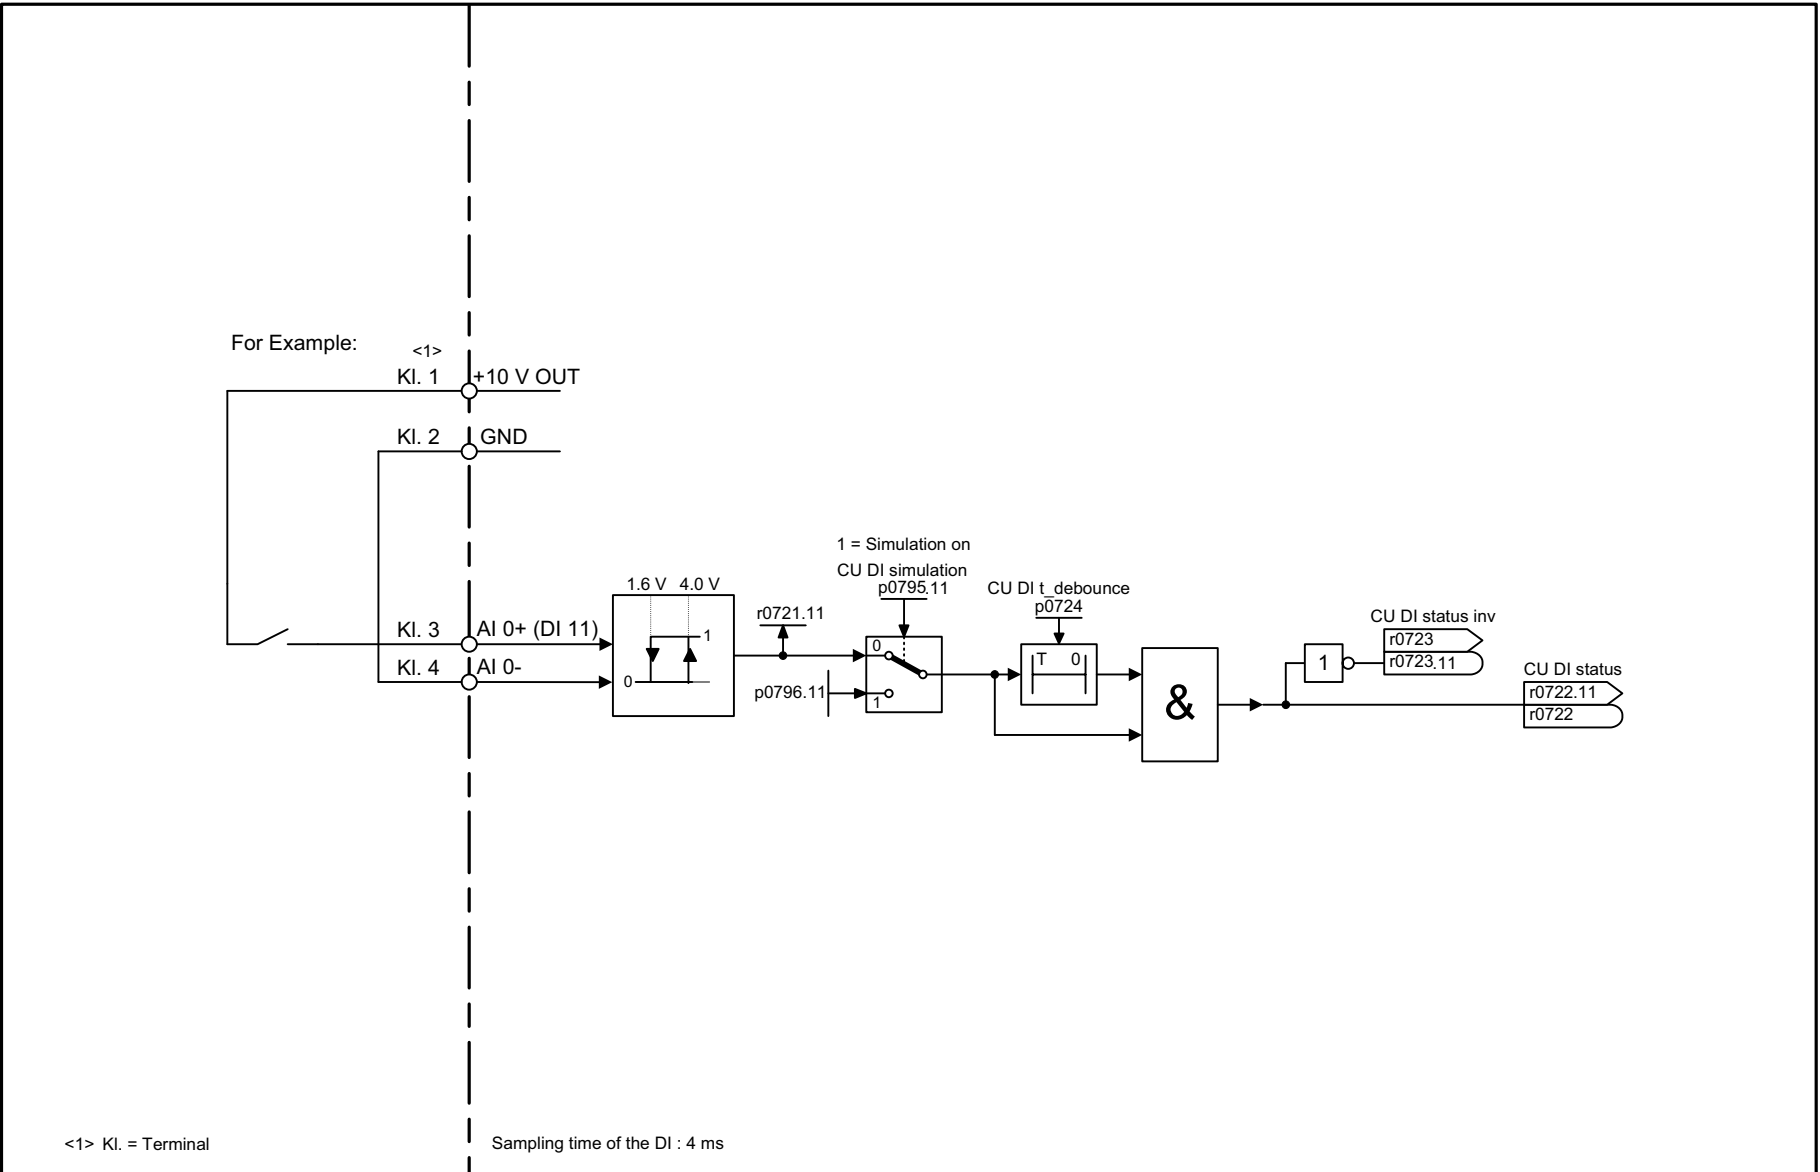 For Example:
<1>
Kl. 1
+10 V OUT
Kl. 2
GND
1 = Simulation on
CU DI simulation
p0795.11
1.6 V 4.0 V
CU DI t_debounce
p0724
r0721.11
CU DI status inv
r0723
r0723.11
Kl. 3
AI 0+ (DI 11)
1
0
T 0
1
CU DI status
Kl. 4
AI 0-
0
p0796.11
1
&
r0722.11
r0722
<1> Kl. = Terminal
Sampling time of the DI : 4 ms